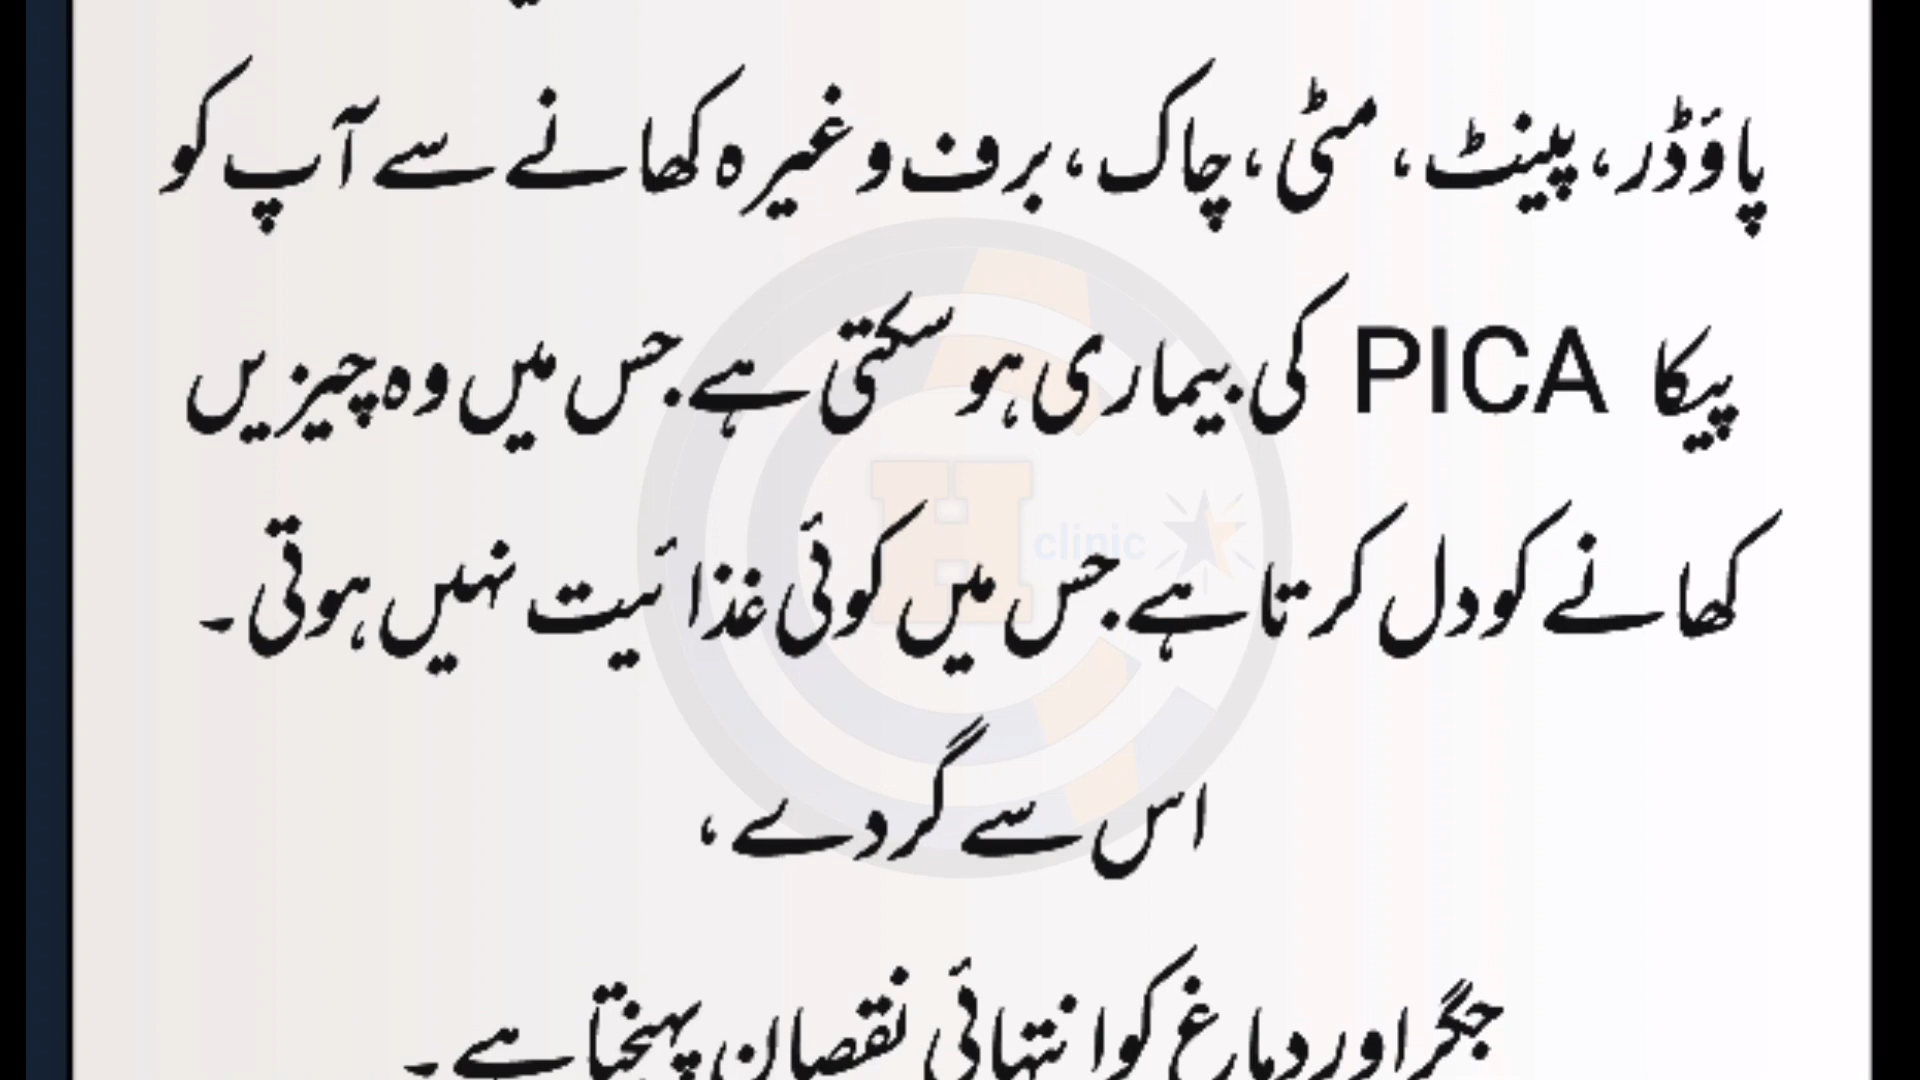 پاؤڈر، پینٹ، مٹی، چاک، برف وغیرہ کھانے سے آپ کو
پیکا PICA کی بیماری ہو سکتی ہے جس میں وہ چیزیں
کھانے کو دل کرتا ہے جس میں کوئی غذائیت نہیں ہوتی۔
H clinic
اس سے گردے،
جگر اور دماغ کو انتہائی نقصان پہنچتا ہے۔